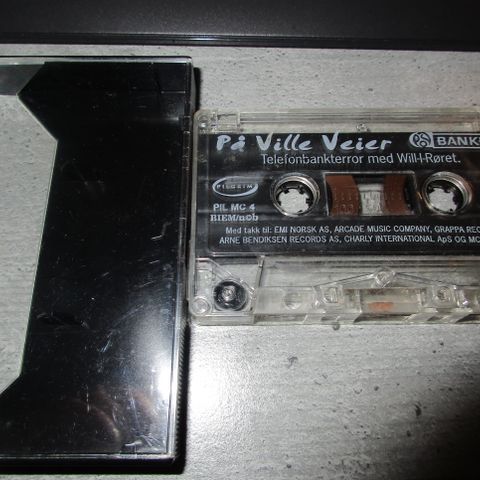 På Ville Veier
BANK
Telefonbankterror med Will-i-Røret.
PILGRIM
PIL MC 4
BIEM/ncb
Med takk til: EMI NORSK AS, ARCADE MUSIC COMPANY, GRAPPA REC
ARNE BENDIKSEN RECORDS AS, CHARLY INTERNATIONAL ApS OG MC